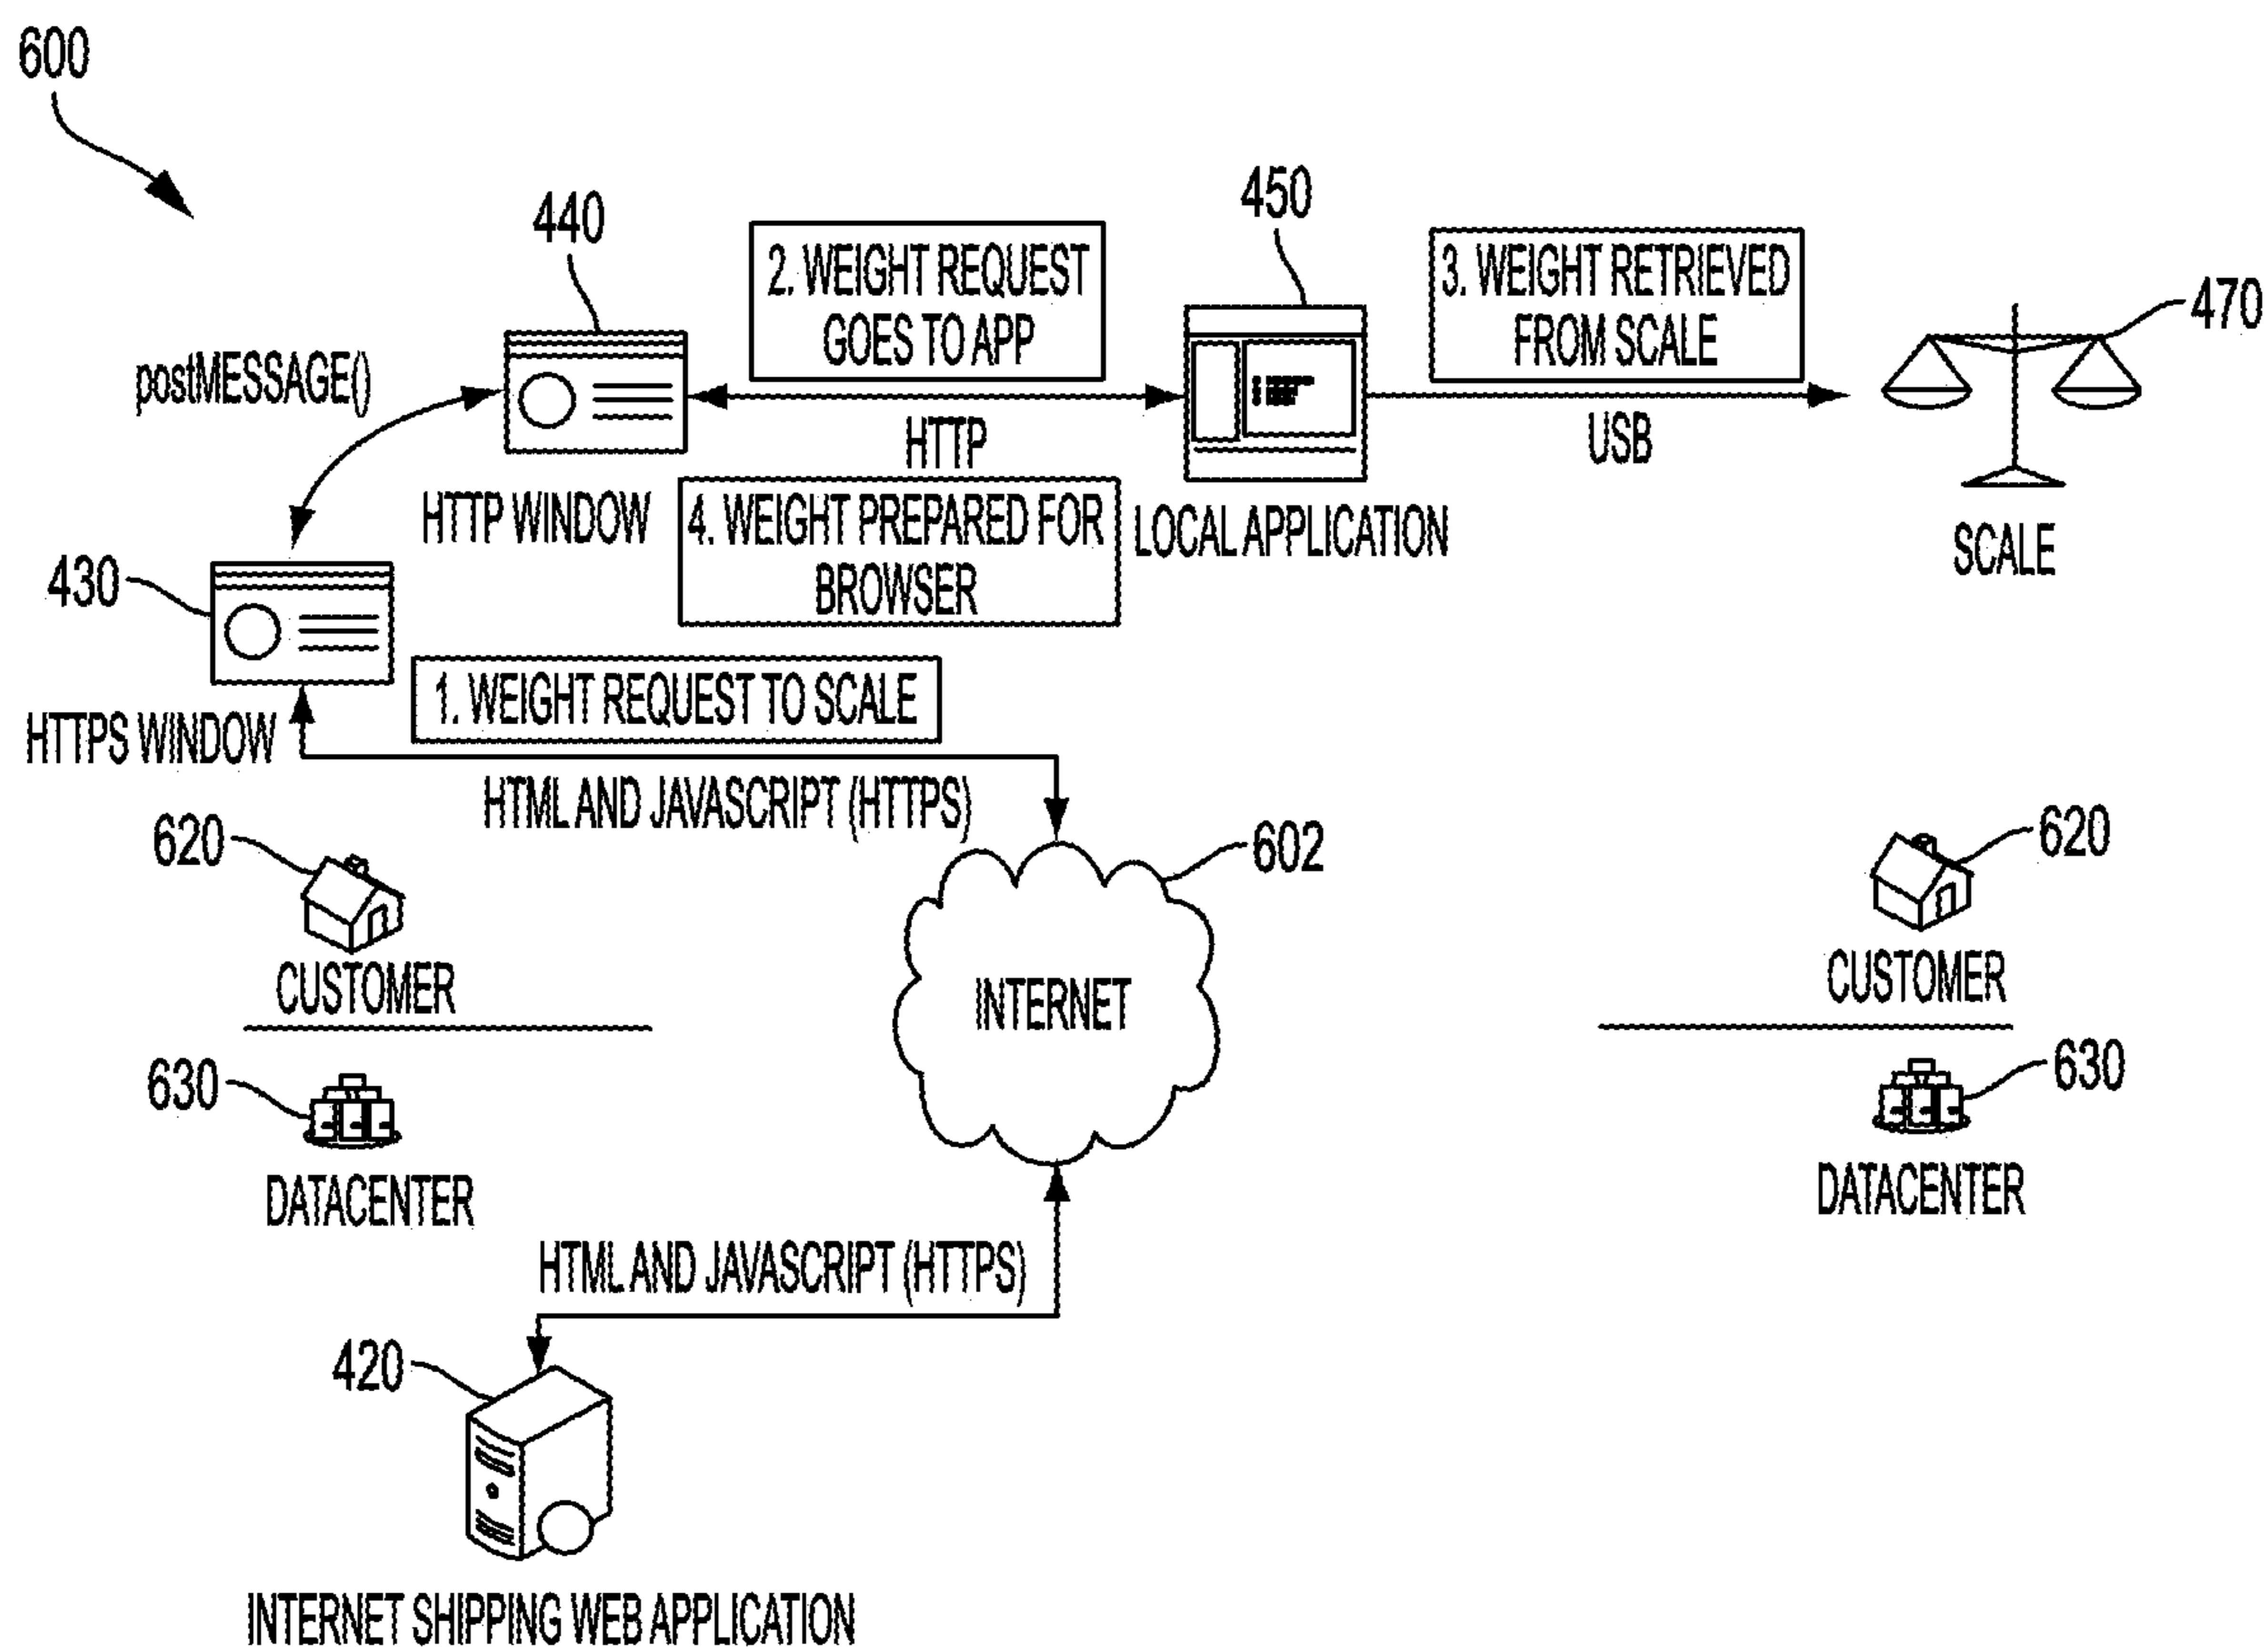 600
440
2. WEIGHT REQUEST
GOES TO APP
450
3. WEIGHT RETRIEVED
FROM SCALE
470
postMESSAGE()
HTTP
USB
HTTP WINDOW
4. WEIGHT PREPARED FOR
BROWSER
LOCAL APPLICATION
SCALE
430
1. WEIGHT REQUEST TO SCALE
HTTPS WINDOW
HTML AND JAVASCRIPT (HTTPS)
620
602
620
CUSTOMER
INTERNET
CUSTOMER
630
630
DATACENTER
DATACENTER
HTML AND JAVASCRIPT (HTTPS)
420
INTERNET SHIPPING WEB APPLICATION